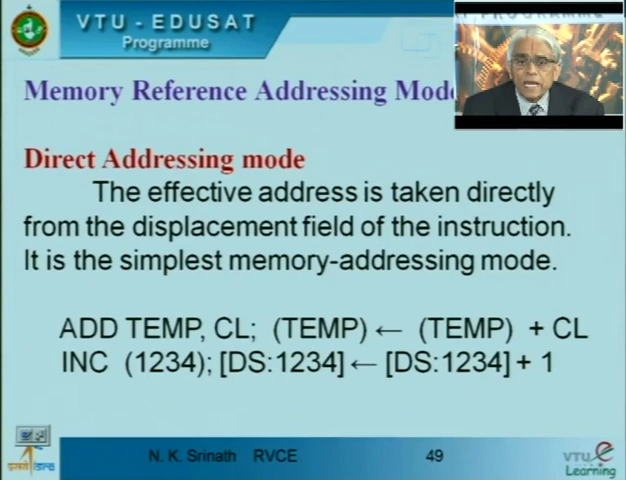 VTU - EDUSAT
Programme
Memory Reference Addressing Mode
Direct Addressing mode
The effective address is taken directly
from the displacement field of the instruction.
It is the simplest memory-addressing mode.
ADD TEMP, CL; (TEMP) ← (TEMP) + CL
INC (1234); [DS:1234] ← [DS:1234] + 1
N. K. Srinath RVCE
49
VTU e
Learning